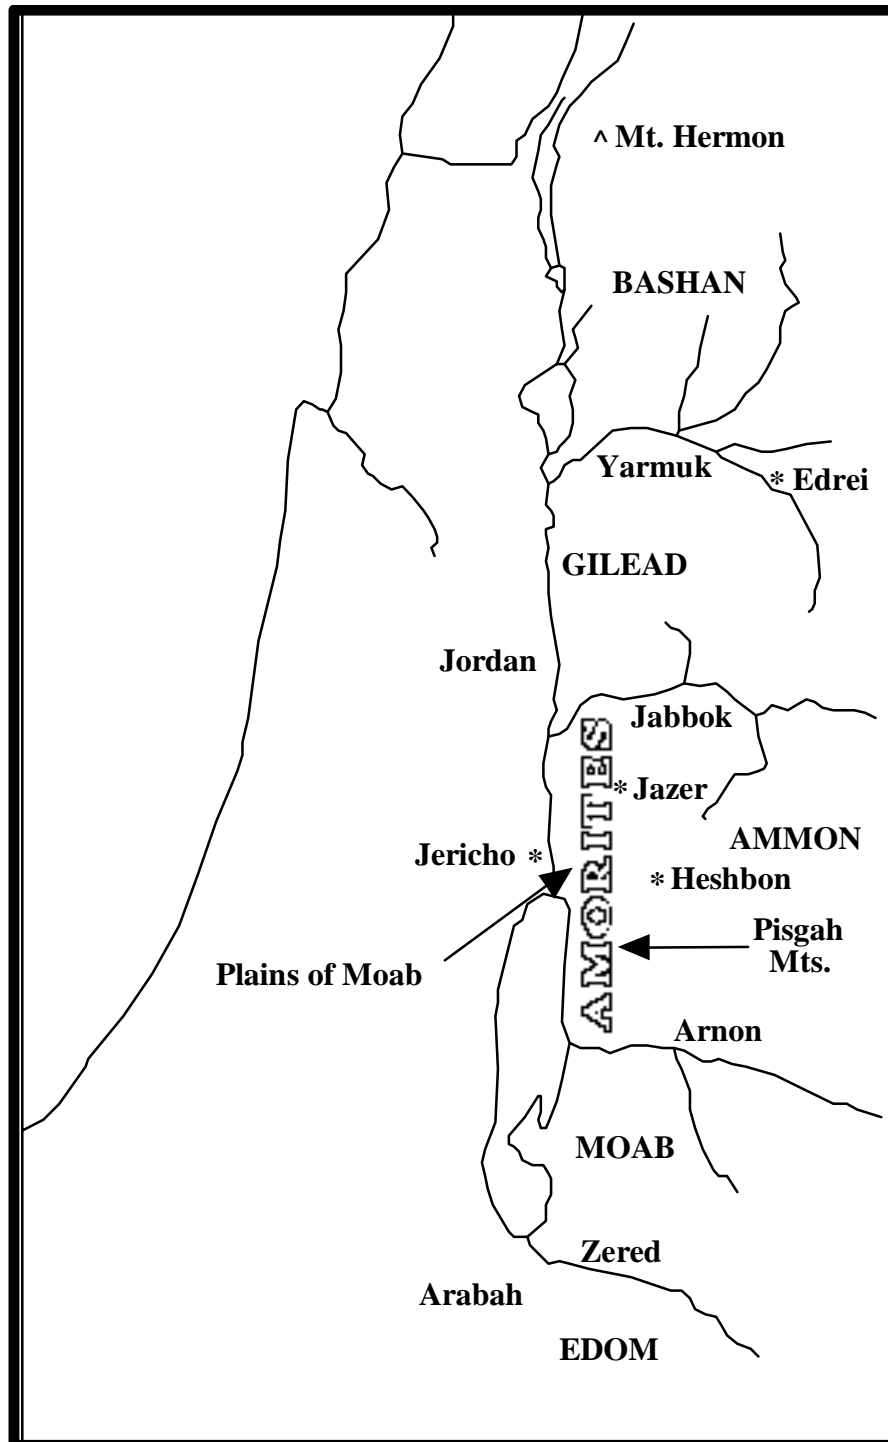 ^ Mt. Hermon
BASHAN
Yarmuk
* Edrei
GILEAD
Jordan
Jabbok
AMORITES
* Jazer
AMMON
Jericho *
* Heshbon
Pisgah
Mts.
Plains of Moab
Arnon
MOAB
Zered
Arabah
EDOM